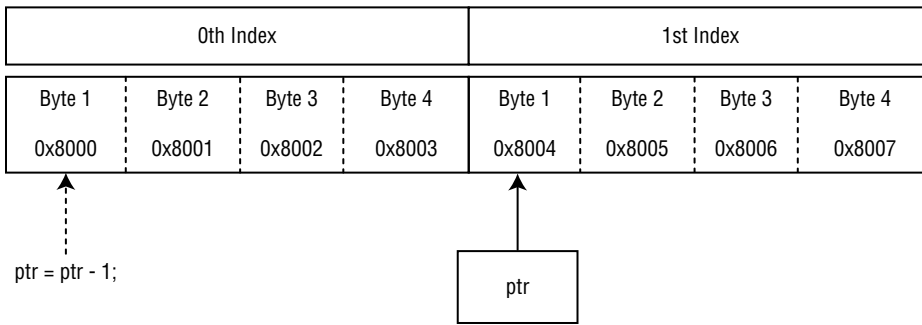 0th Index 1st Index
Byte 1 Byte 2 Byte 3 Byte 4 Byte 1 Byte 2 Byte 3 Byte 4
0x8000 0x8001 0x8002 0x8003 0x8004 0x8005 0x8006 0x8007
ptr = ptr - 1;
ptr